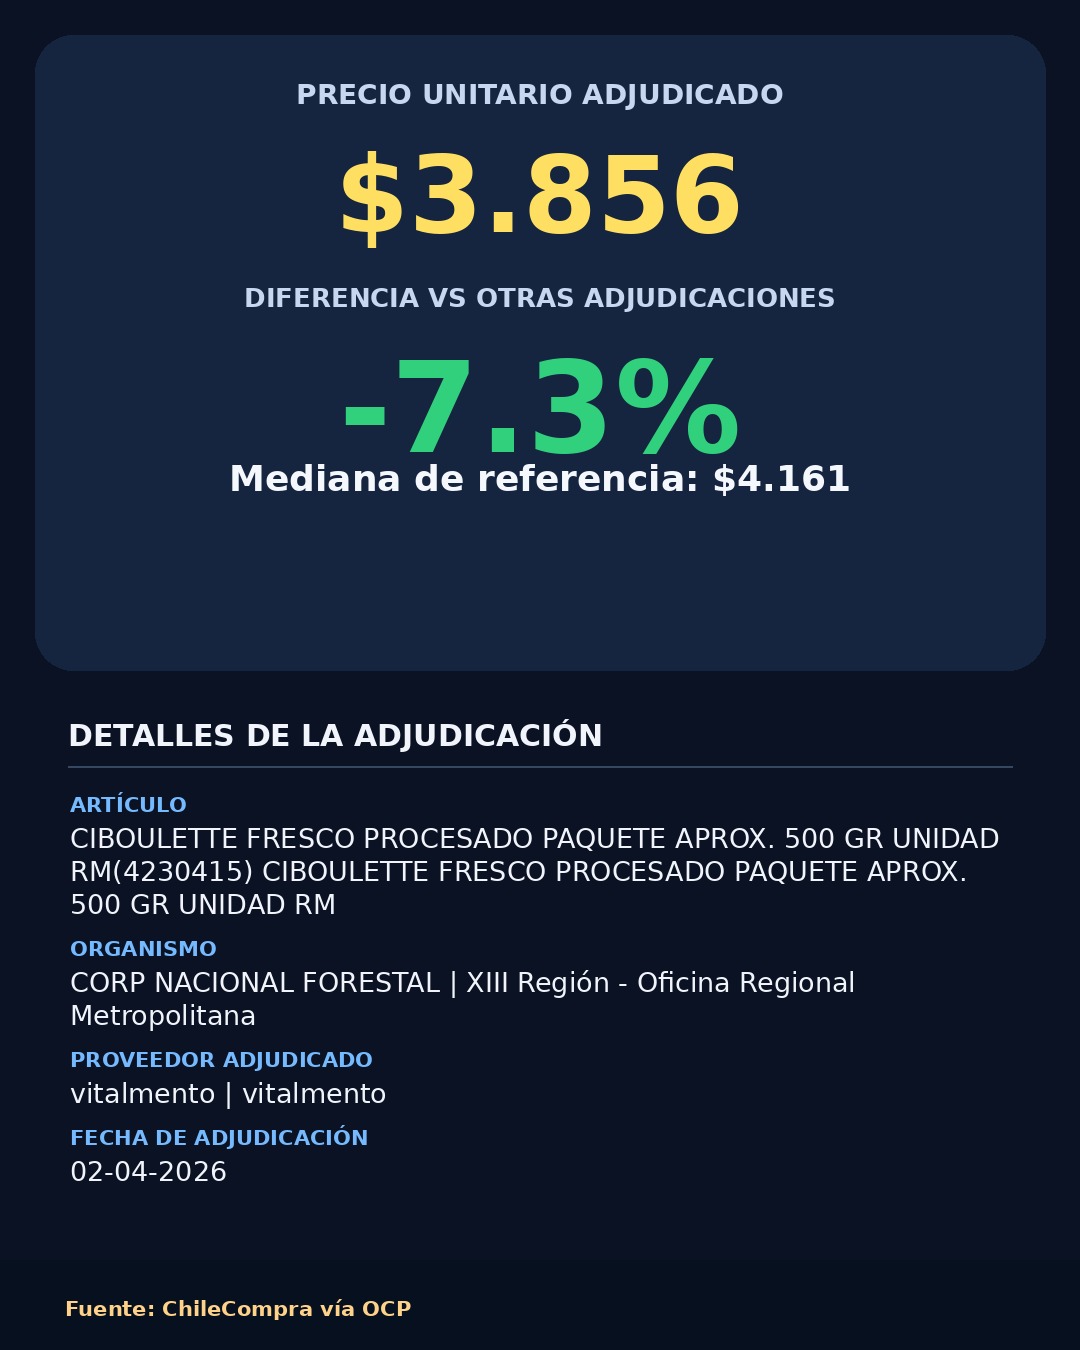 PRECIO UNITARIO ADJUDICADO
$3.856
DIFERENCIA VS OTRAS ADJUDICACIONES
-7.3%
Mediana de referencia: $4.161
DETALLES DE LA ADJUDICACIÓN
ARTÍCULO
CIBOULETTE FRESCO PROCESADO PAQUETE APROX. 500 GR UNIDAD
RM(4230415) CIBOULETTE FRESCO PROCESADO PAQUETE APROX.
500 GR UNIDAD RM
ORGANISMO
CORP NACIONAL FORESTAL | XIII Región - Oficina Regional
Metropolitana
PROVEEDOR ADJUDICADO
vitalmento | vitalmento
FECHA DE ADJUDICACIÓN
02-04-2026
Fuente: ChileCompra vía OCP